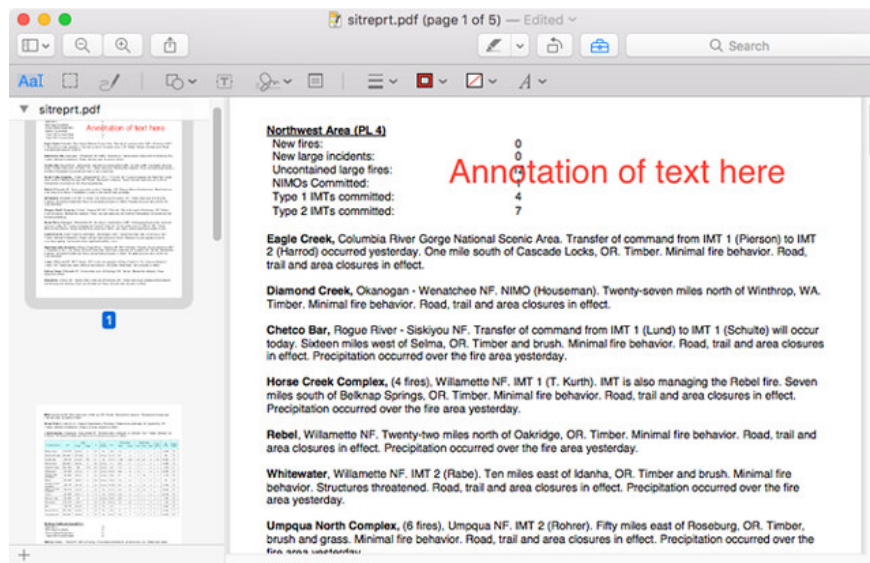 sitreprt.pdf (page 1 of 5) — Edited
Search
AaI
T
A
sitreprt.pdf
Annotation of text here
1
Northwest Area (PL 4)
New fires: 0
New large incidents: 0
Uncontained large fires:
NIMOs Committed:
Type 1 IMTs committed: 4
Type 2 IMTs committed: 7
Annotation of text here
Eagle Creek, Columbia River Gorge National Scenic Area. Transfer of command from IMT 1 (Pierson) to IMT
2 (Harrod) occurred yesterday. One mile south of Cascade Locks, OR. Timber. Minimal fire behavior. Road,
trail and area closures in effect.
Diamond Creek, Okanogan - Wenatchee NF. NIMO (Houseman). Twenty-seven miles north of Winthrop, WA.
Timber. Minimal fire behavior. Road, trail and area closures in effect.
Chetco Bar, Rogue River - Siskiyou NF. Transfer of command from IMT 1 (Lund) to IMT 1 (Schulte) will occur
today. Sixteen miles west of Selma, OR. Timber and brush. Minimal fire behavior. Road, trail and area closures
in effect. Precipitation occurred over the fire area yesterday.
Horse Creek Complex, (4 fires), Willamette NF. IMT 1 (T. Kurth). IMT is also managing the Rebel fire. Seven
miles south of Belknap Springs, OR. Timber. Minimal fire behavior. Road, trail and area closures in effect.
Precipitation occurred over the fire area yesterday.
Rebel, Willamette NF. Twenty-two miles north of Oakridge, OR. Timber. Minimal fire behavior. Road, trail and
area closures in effect. Precipitation occurred over the fire area yesterday.
Whitewater, Willamette NF. IMT 2 (Rabe). Ten miles east of Idanha, OR. Timber and brush. Minimal fire
behavior. Structures threatened. Road, trail and area closures in effect. Precipitation occurred over the fire
area yesterday.
Umpqua North Complex, (6 fires), Umpqua NF. IMT 2 (Rohrer). Fifty miles east of Roseburg, OR. Timber,
brush and grass. Minimal fire behavior. Road, trail and area closures in effect. Precipitation occurred over the
fire area yesterday.